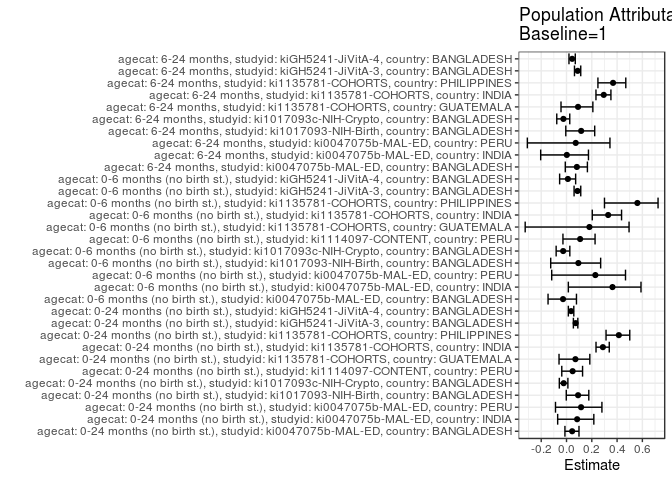 Population Attributa
Baseline=1
agecat: 6-24 months, studyid: kiGH5241-JiVitA-4, country: BANGLADESH
agecat: 6-24 months, studyid: kiGH5241-JiVitA-3, country: BANGLADESH
agecat: 6-24 months, studyid: ki1135781-COHORTS, country: PHILIPPINES
agecat: 6-24 months, studyid: ki1135781-COHORTS, country: INDIA
agecat: 6-24 months, studyid: ki1135781-COHORTS, country: GUATEMALA
agecat: 6-24 months, studyid: ki1017093c-NIH-Crypto, country: BANGLADESH
agecat: 6-24 months, studyid: ki1017093-NIH-Birth, country: BANGLADESH
agecat: 6-24 months, studyid: ki0047075b-MAL-ED, country: PERU
agecat: 6-24 months, studyid: ki0047075b-MAL-ED, country: INDIA
agecat: 6-24 months, studyid: ki0047075b-MAL-ED, country: BANGLADESH
agecat: 0-6 months (no birth st.), studyid: kiGH5241-JiVitA-4, country: BANGLADESH
agecat: 0-6 months (no birth st.), studyid: kiGH5241-JiVitA-3, country: BANGLADESH
agecat: 0-6 months (no birth st.), studyid: ki1135781-COHORTS, country: PHILIPPINES
agecat: 0-6 months (no birth st.), studyid: ki1135781-COHORTS, country: INDIA
agecat: 0-6 months (no birth st.), studyid: ki1135781-COHORTS, country: GUATEMALA
agecat: 0-6 months (no birth st.), studyid: ki1114097-CONTENT, country: PERU
agecat: 0-6 months (no birth st.), studyid: ki1017093c-NIH-Crypto, country: BANGLADESH
agecat: 0-6 months (no birth st.), studyid: ki1017093-NIH-Birth, country: BANGLADESH
agecat: 0-6 months (no birth st.), studyid: ki0047075b-MAL-ED, country: PERU
agecat: 0-6 months (no birth st.), studyid: ki0047075b-MAL-ED, country: INDIA
agecat: 0-6 months (no birth st.), studyid: ki0047075b-MAL-ED, country: BANGLADESH
agecat: 0-24 months (no birth st.), studyid: kiGH5241-JiVitA-4, country: BANGLADESH
agecat: 0-24 months (no birth st.), studyid: kiGH5241-JiVitA-3, country: BANGLADESH
agecat: 0-24 months (no birth st.), studyid: ki1135781-COHORTS, country: PHILIPPINES
agecat: 0-24 months (no birth st.), studyid: ki1135781-COHORTS, country: INDIA
agecat: 0-24 months (no birth st.), studyid: ki1135781-COHORTS, country: GUATEMALA
agecat: 0-24 months (no birth st.), studyid: ki1114097-CONTENT, country: PERU
agecat: 0-24 months (no birth st.), studyid: ki1017093c-NIH-Crypto, country: BANGLADESH
agecat: 0-24 months (no birth st.), studyid: ki1017093-NIH-Birth, country: BANGLADESH
agecat: 0-24 months (no birth st.), studyid: ki0047075b-MAL-ED, country: PERU
agecat: 0-24 months (no birth st.), studyid: ki0047075b-MAL-ED, country: INDIA
agecat: 0-24 months (no birth st.), studyid: ki0047075b-MAL-ED, country: BANGLADESH
-0.2 0.0 0.2 0.4 0.6
Estimate